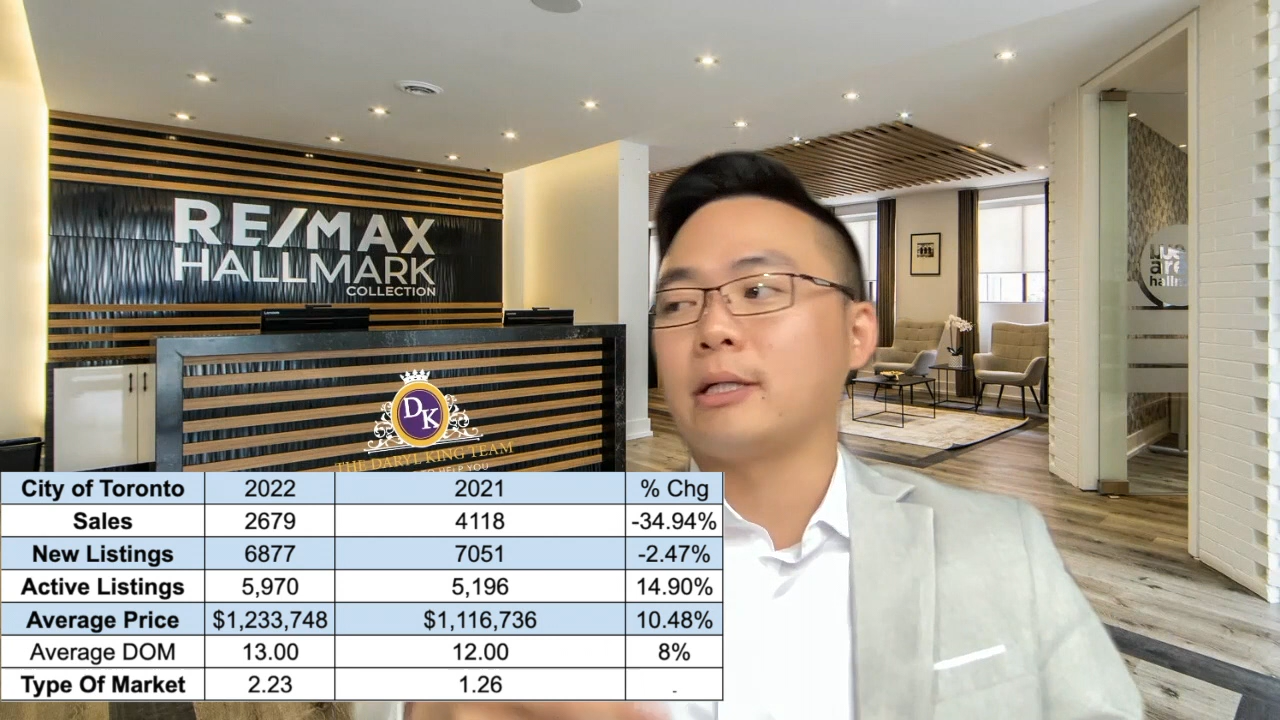 RE/MAX
HALLMARK
COLLECTION
DK
THE DARYL KING TEAM
HELP YOU
City of Toronto 2022 2021 % Chg
Sales 2679 4118 -34.94%
New Listings 6877 7051 -2.47%
Active Listings 5,970 5,196 14.90%
Average Price $1,233,748 $1,116,736 10.48%
Average DOM 13.00 12.00 8%
Type Of Market 2.23 1.26 -